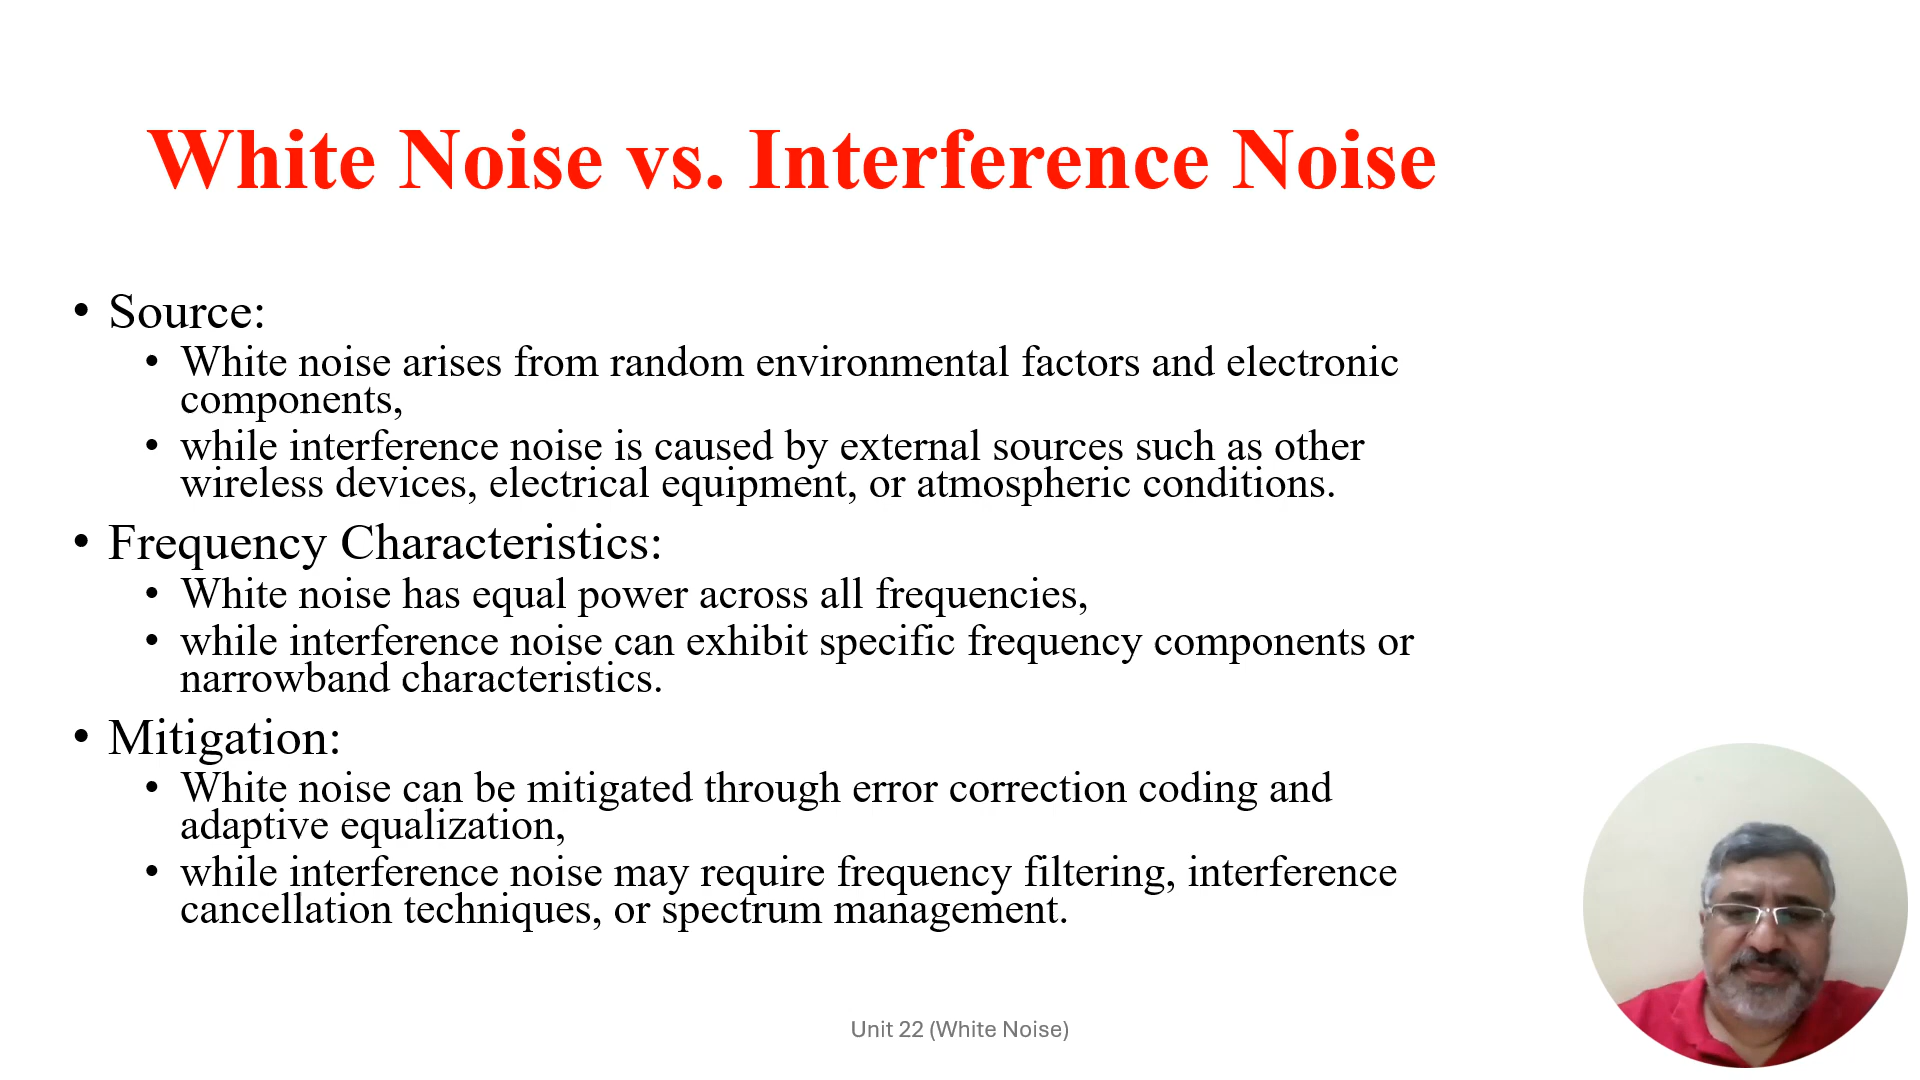 White Noise vs. Interference Noise
• Source:
• White noise arises from random environmental factors and electronic
components,
• while interference noise is caused by external sources such as other
wireless devices, electrical equipment, or atmospheric conditions.
• Frequency Characteristics:
• White noise has equal power across all frequencies,
• while interference noise can exhibit specific frequency components or
narrowband characteristics.
• Mitigation:
• White noise can be mitigated through error correction coding and
adaptive equalization,
• while interference noise may require frequency filtering, interference
cancellation techniques, or spectrum management.
Unit 22 (White Noise)